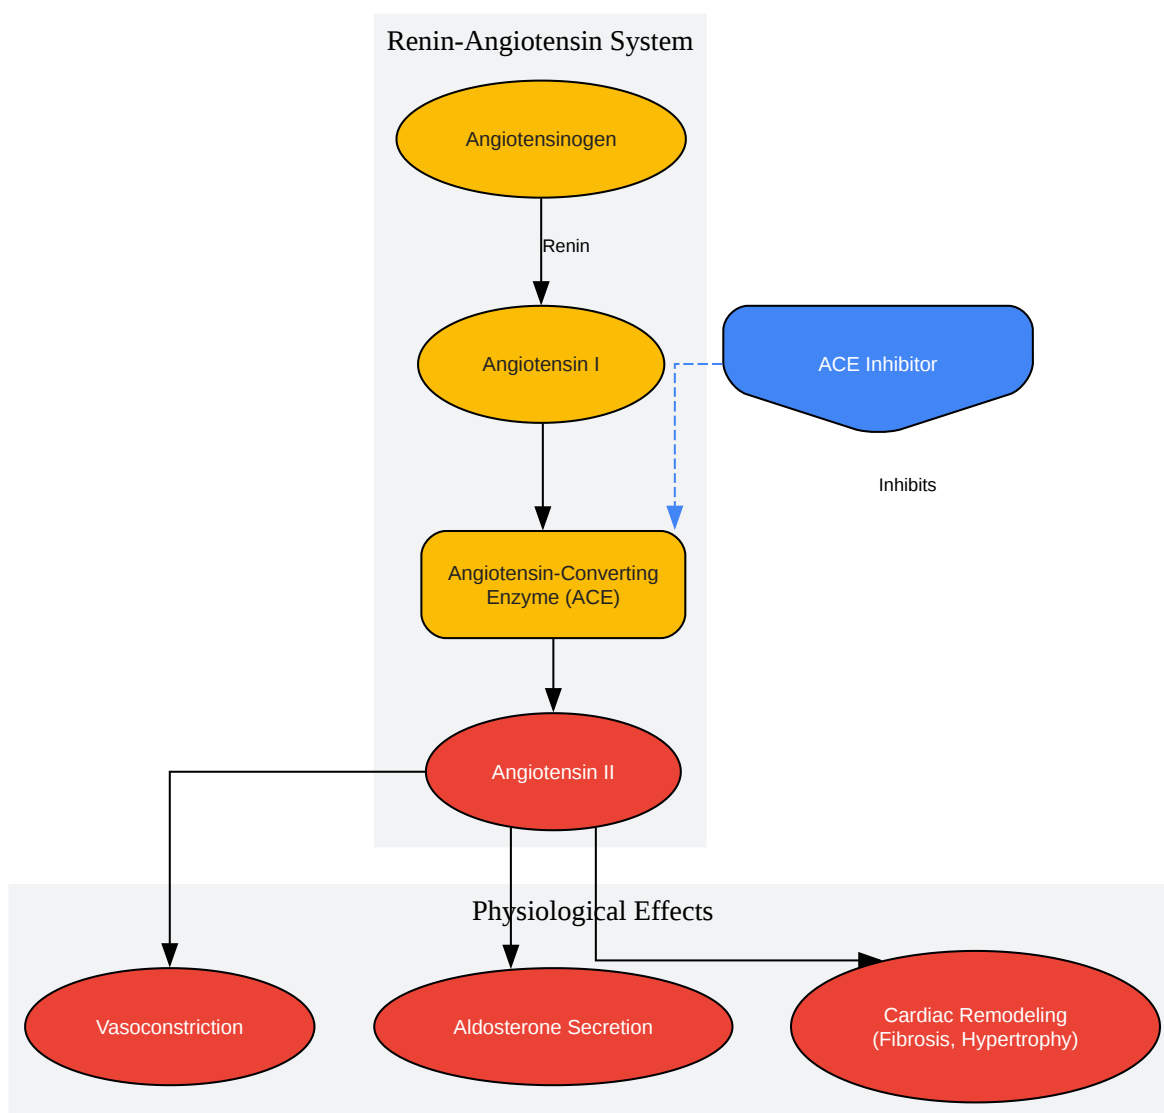 Renin-Angiotensin System
Angiotensinogen
Renin
Angiotensin I
ACE Inhibitor
Inhibits
Angiotensin-Converting
Enzyme (ACE)
Angiotensin II
Physiological Effects
Vasoconstriction
Aldosterone Secretion
Cardiac Remodeling
(Fibrosis, Hypertrophy)